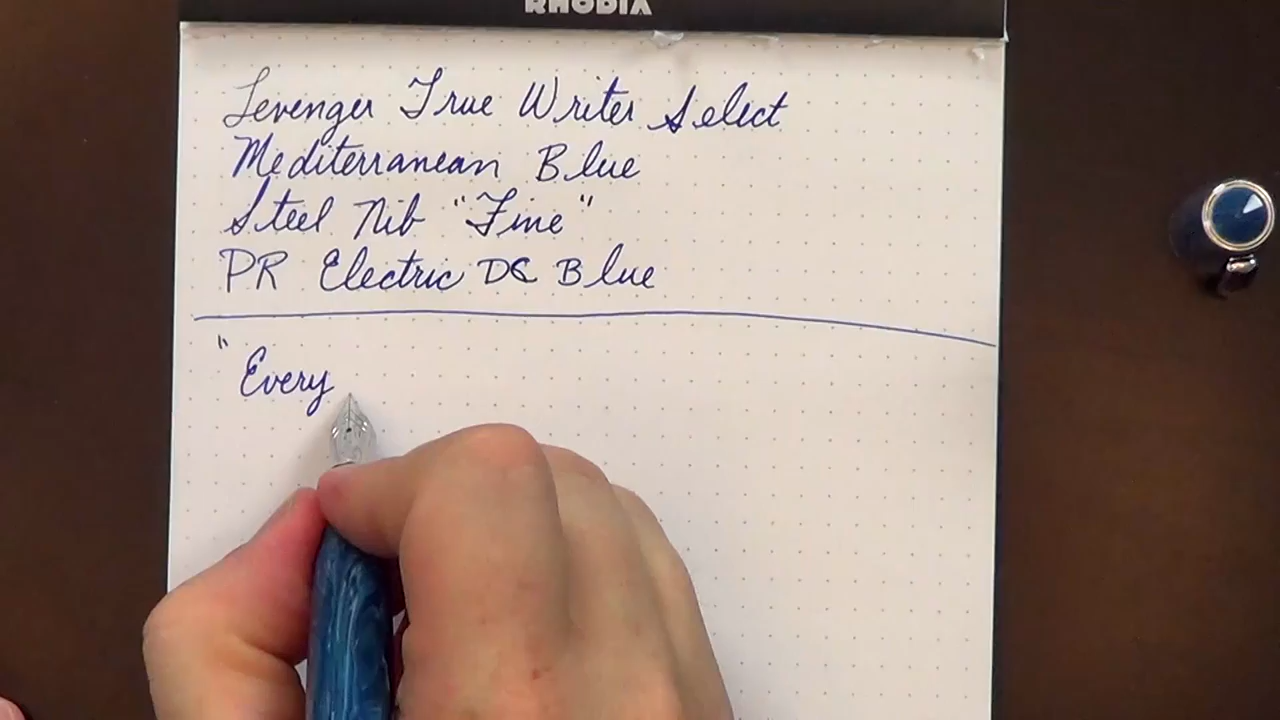 RHODIA
Levenger True Writer Select
Mediterranean Blue
Steel Nib "Fine"
PR Electric DC Blue
"Every